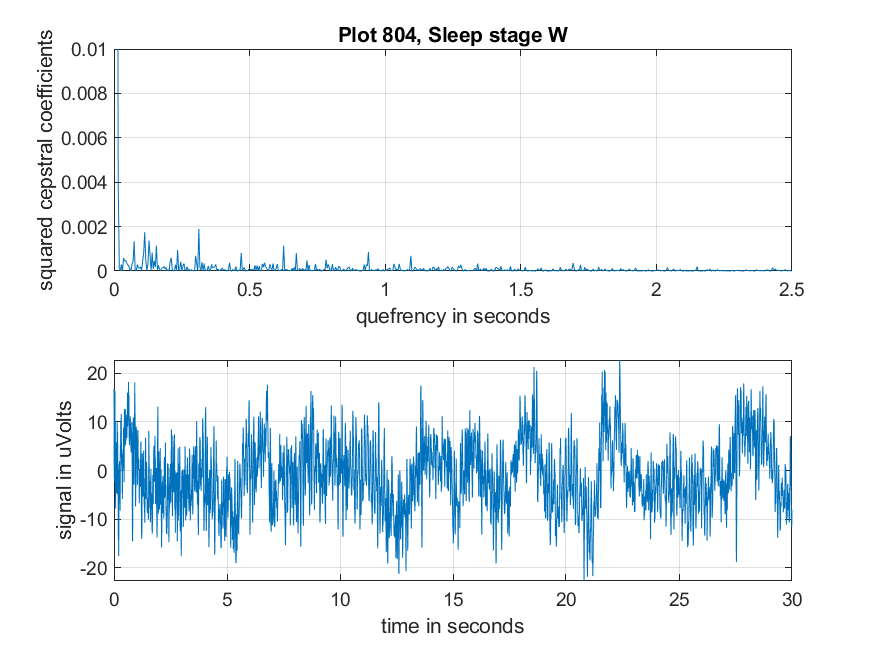 Plot 804, Sleep stage W
squared cepstral coefficients
0.01
0.008
0.006
0.004
0.002
0
0 0.5 1 1.5 2 2.5
quefrency in seconds
signal in uVolts
20
10
0
-10
-20
0 5 10 15 20 25 30
time in seconds